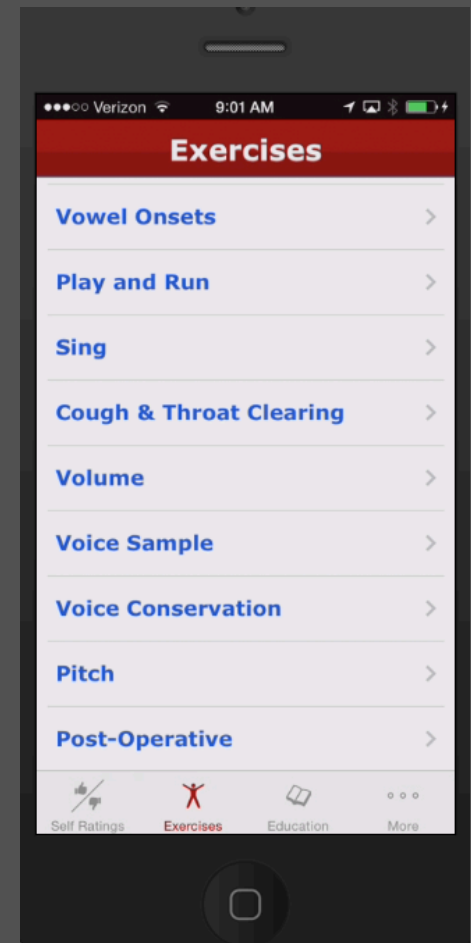 Verizon 9:01 AM
Exercises
Vowel Onsets
Play and Run
Sing
Cough & Throat Clearing
Volume
Voice Sample
Voice Conservation
Pitch
Post-Operative
Self Ratings Exercises Education More